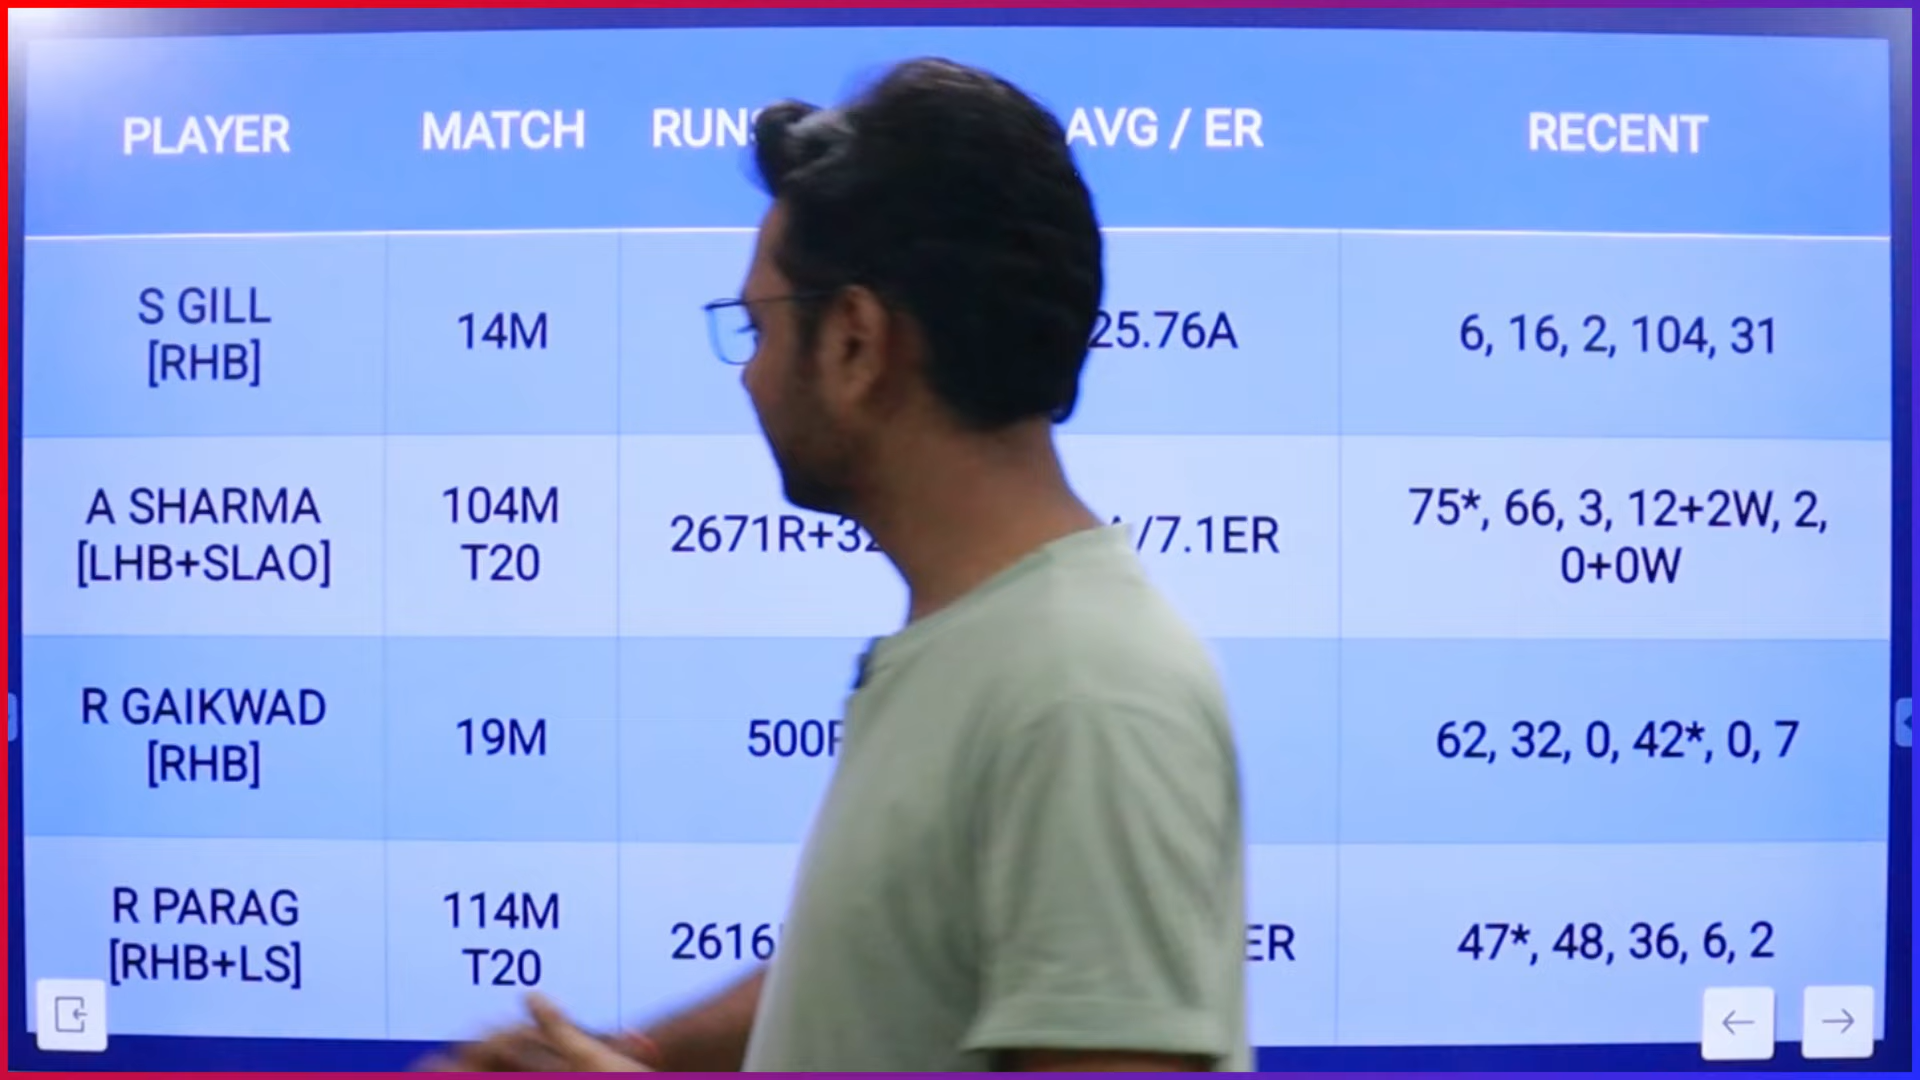 PLAYER MATCH AVG / ER RECENT
S GILL
[RHB]
14M
25.76A
6, 16, 2, 104, 31
A SHARMA
[LHB+SLAO]
104M
T20
/7.1ER
75*, 66, 3, 12+2W, 2,
0+0W
R GAIKWAD
[RHB]
19M
62, 32, 0, 42*, 0, 7
R PARAG
[RHB+LS]
114M
T20
2616
ER
47*, 48, 36, 6, 2